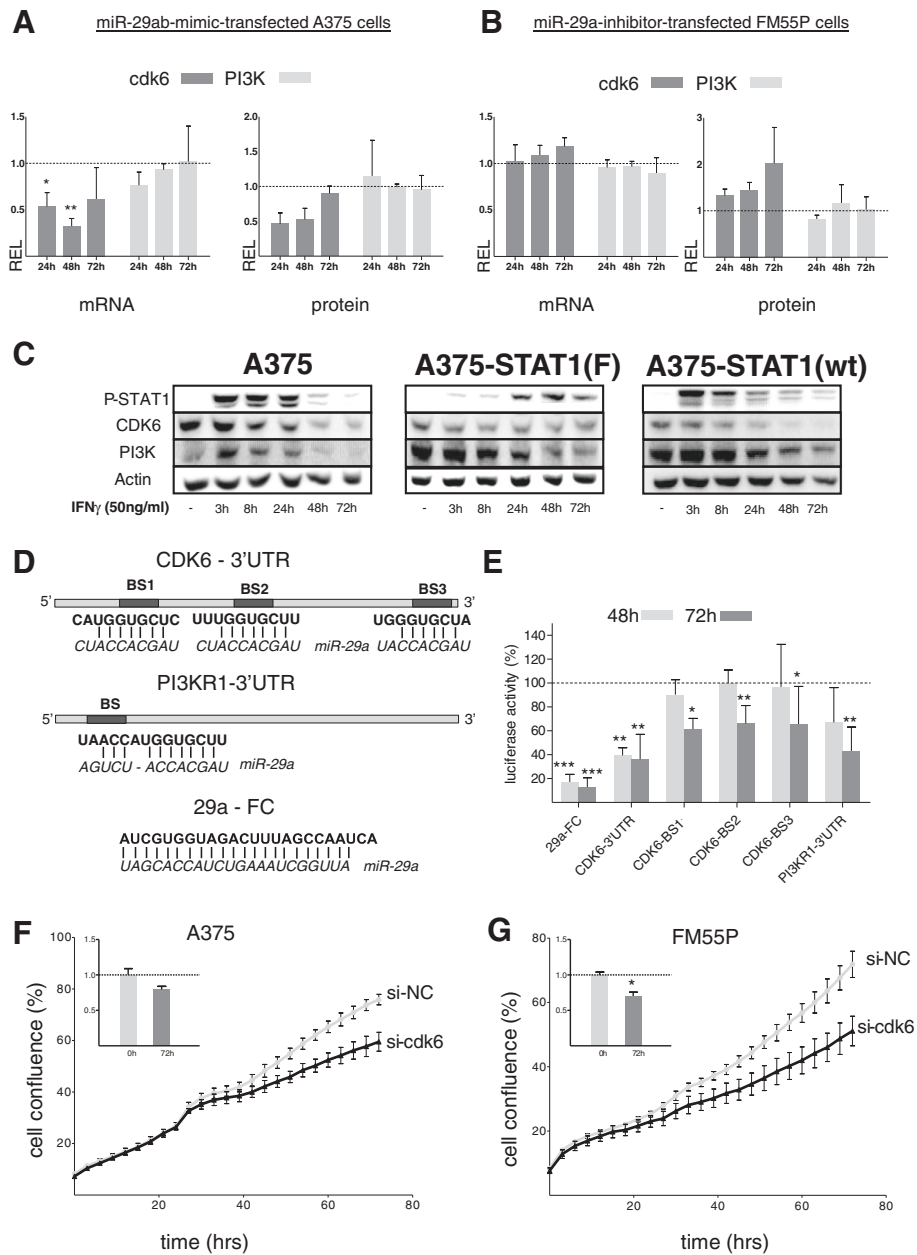 A miR-29ab-mimic-transfected A375 cells
cdk6 PI3K
1.5
1.0
0.5
REL
*
**
24h 48h 72h 24h 48h 72h
mRNA
2.0
1.5
1.0
0.5
REL
24h 48h 72h 24h 48h 72h
protein
B miR-29a-inhibitor-transfected FM55P cells
cdk6 PI3K
1.5
1.0
0.5
REL
24h 48h 72h 24h 48h 72h
mRNA
3
2
1
REL
24h 48h 72h 24h 48h 72h
protein
C
A375 A375-STAT1(F) A375-STAT1(wt)
P-STAT1
CDK6
PI3K
Actin
IFNγ (50ng/ml) - 3h 8h 24h 48h 72h - 3h 8h 24h 48h 72h - 3h 8h 24h 48h 72h
D
CDK6 - 3'UTR
5' BS1 BS2 BS3 3'
CAUGGUGCUC UUUGGUGCUU UGGGUGCUA
CUACCACGAU CUACCACGAU miR-29a UACCACGAU
PI3KR1-3'UTR
5' BS 3'
UAACCAUGGUGCUU
AGUCU - ACCACGAU miR-29a
29a - FC
AUCGUGGUAGACUUUAGCCAAUCA
UAGCACCAUCUGAAAUCGGUUA miR-29a
E
48h 72h
luciferase activity (%)
140
120
100
80
60
40
20
*** *** ** ** * ** * **
29a-FC CDK6-3'UTR CDK6-BS1 CDK6-BS2 CDK6-BS3 PI3KR1-3'UTR
F
A375
cell confluence (%)
100
80
60
40
20
1.5
1.0
0.5
0h 72h
si-NC
si-cdk6
20 40 60 80
time (hrs)
G
FM55P
cell confluence (%)
80
60
40
20
1.5
1.0
0.5
*
0h 72h
si-NC
si-cdk6
20 40 60 80
time (hrs)